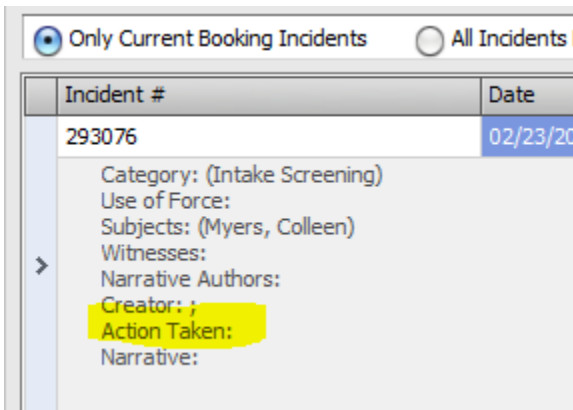 Only Current Booking Incidents All Incidents
Incident # Date
293076 02/23/20
Category: (Intake Screening)
Use of Force:
Subjects: (Myers, Colleen)
Witnesses:
Narrative Authors:
Creator: ;
Action Taken:
Narrative: